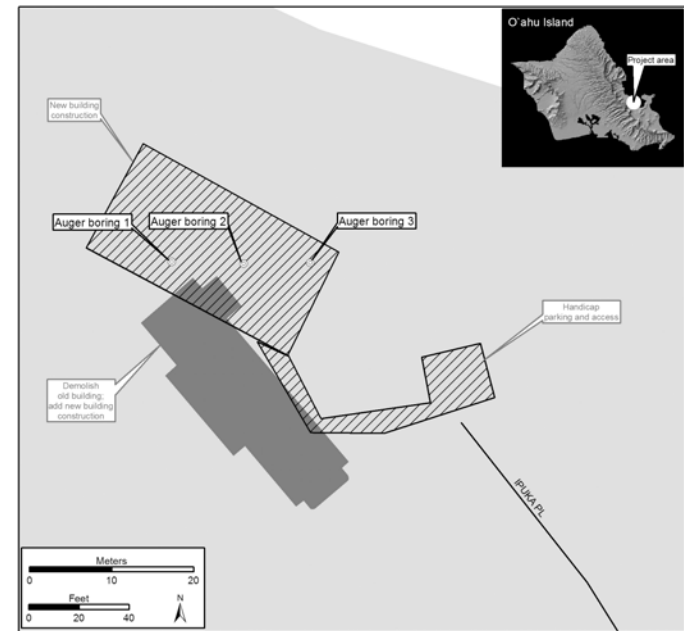 O`ahu Island
Project area
New building
construction
Auger boring 1
Auger boring 2
Auger boring 3
Handicap
parking and access
Demolish
old building;
add new building
construction
IPUKA PL
Meters
0 10 20
Feet
0 20 40
N